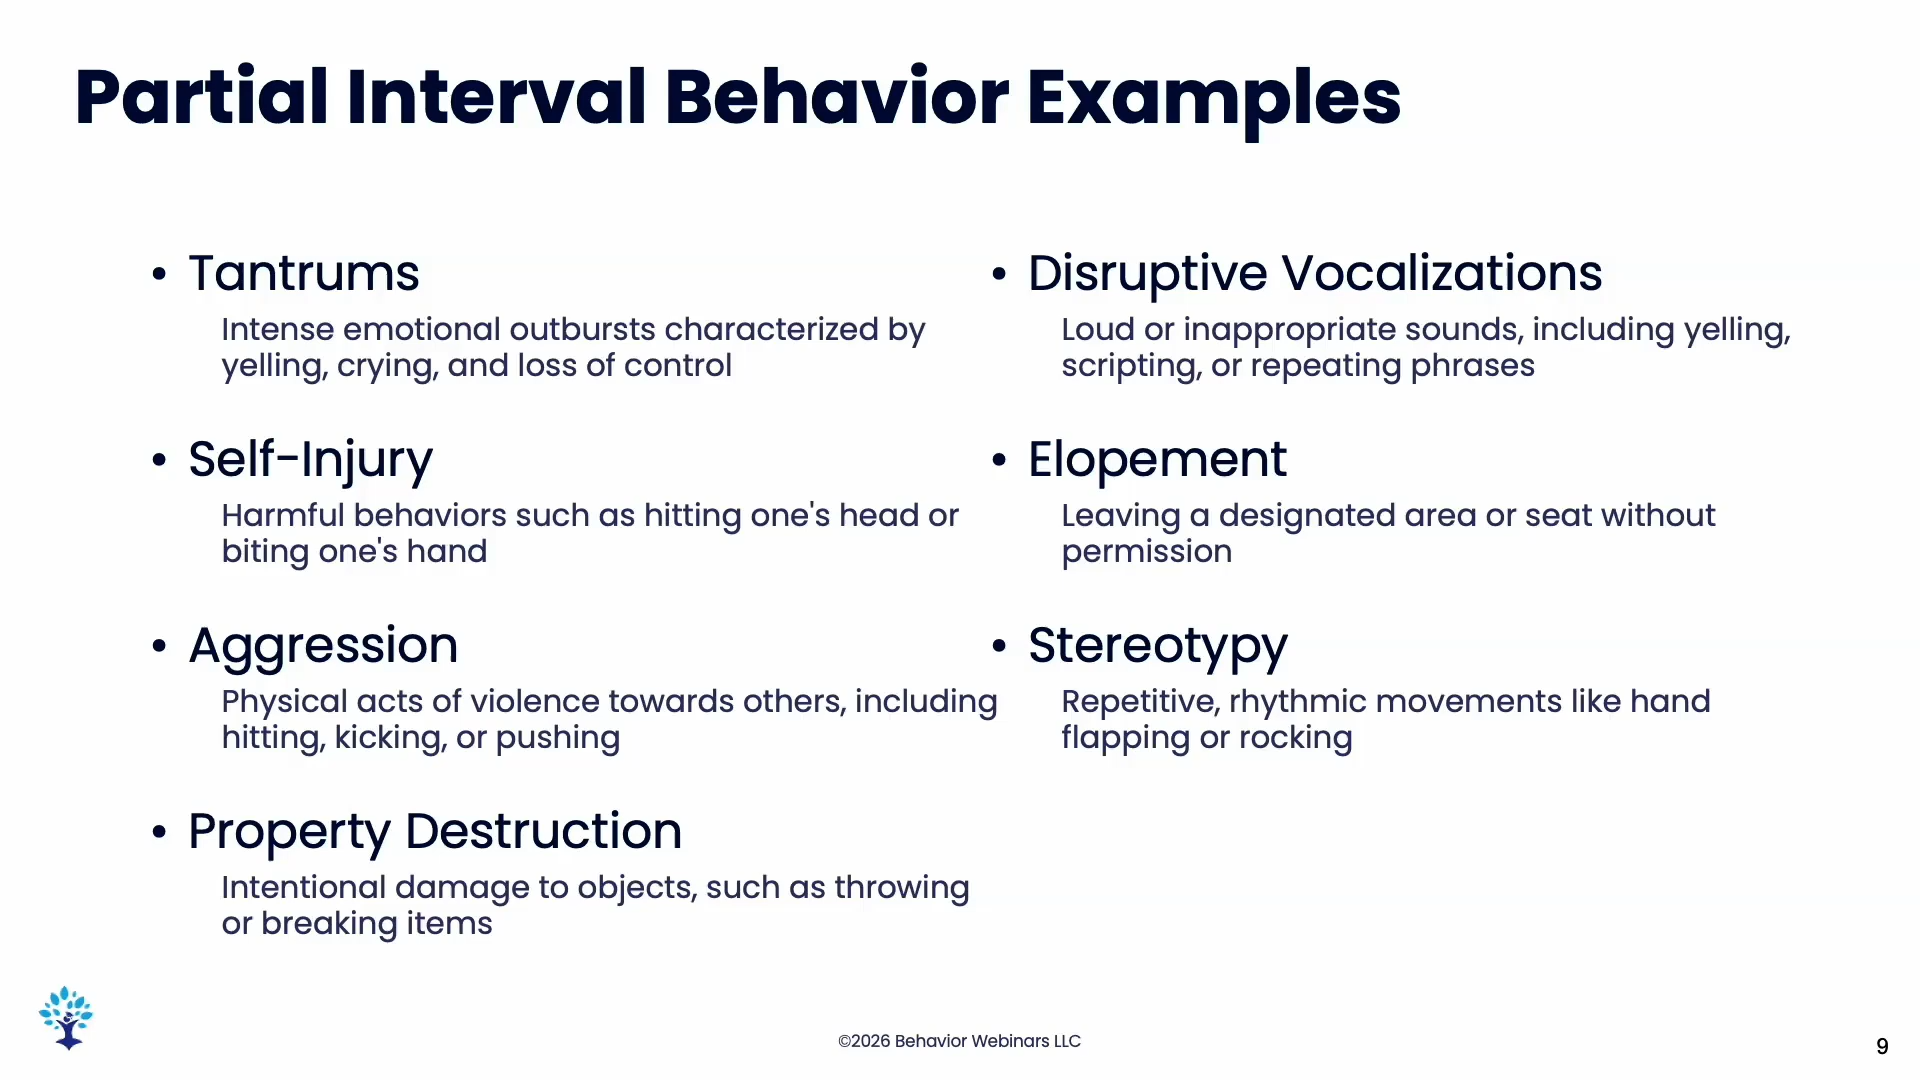 Partial Interval Behavior Examples
• Tantrums
Intense emotional outbursts characterized by
yelling, crying, and loss of control
• Self-Injury
Harmful behaviors such as hitting one's head or
biting one's hand
• Aggression
Physical acts of violence towards others, including
hitting, kicking, or pushing
• Property Destruction
Intentional damage to objects, such as throwing
or breaking items
• Disruptive Vocalizations
Loud or inappropriate sounds, including yelling,
scripting, or repeating phrases
• Elopement
Leaving a designated area or seat without
permission
• Stereotypy
Repetitive, rhythmic movements like hand
flapping or rocking
©2026 Behavior Webinars LLC
9